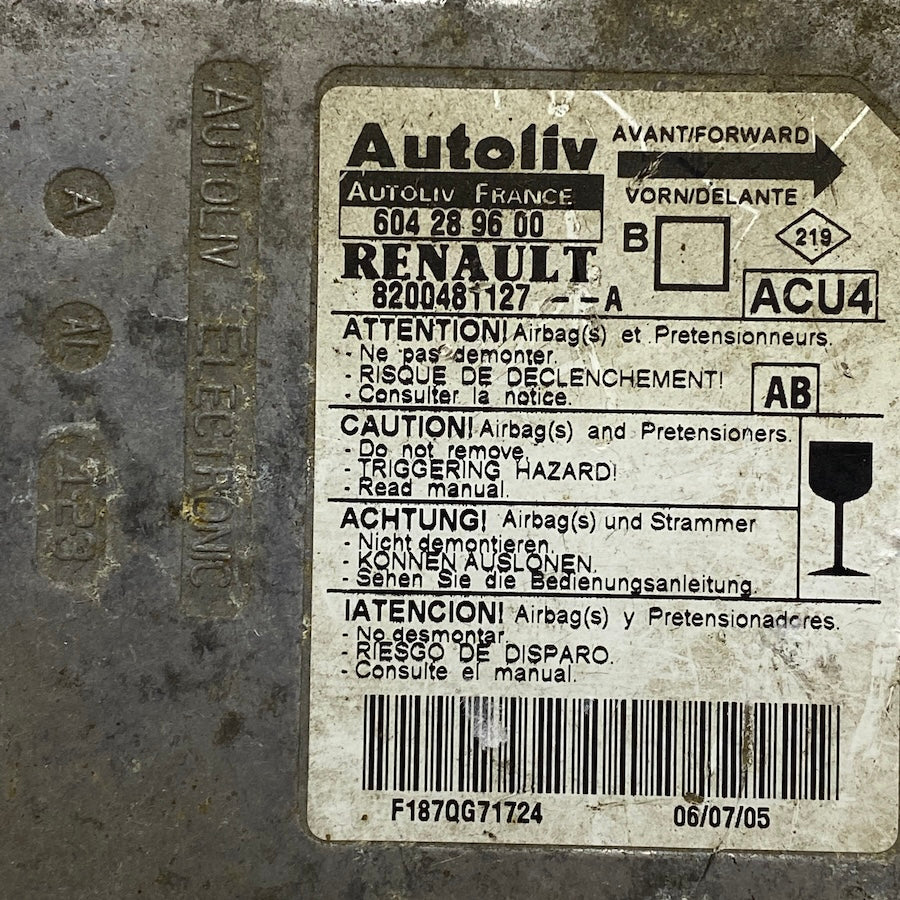 AUTOLIV ELECTRONIC
A
AL
Autoliv
AUTOLIV FRANCE
604 28 96 00
RENAULT
8200481127 --A
AVANT/FORWARD
VORN/DELANTE
B
219
ACU4
ATTENTION! Airbag(s) et Pretensionneurs.
- Ne pas demonter.
- RISQUE DE DECLENCHEMENT!
- Consulter la notice.
AB
CAUTION! Airbag(s) and Pretensioners.
- Do not remove.
- TRIGGERING HAZARD!
- Read manual.
ACHTUNG! Airbag(s) und Strammer
- Nicht demontieren.
- KONNEN AUSLONEN.
- Sehen Sie die Bedienungsanleitung.
IATENCION! Airbag(s) y Pretensionadores.
- No desmontar.
- RIESGO DE DISPARO.
- Consulte el manual.
F187QG71724
06/07/05